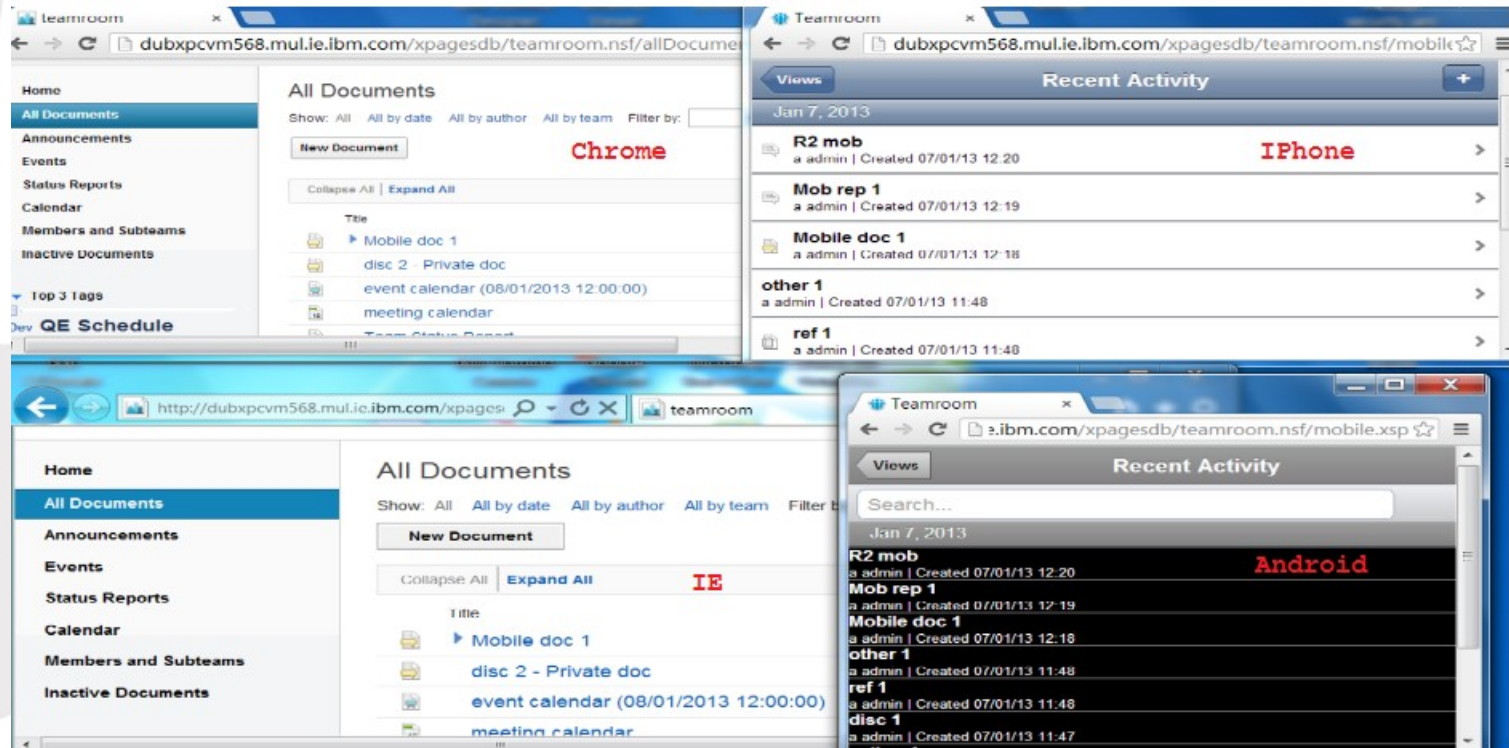 teamroom
dubxpcvm568.mul.ie.ibm.com/xpagesdb/teamroom.nsf/allDocume
Home
All Documents
Announcements
Events
Status Reports
Calendar
Members and Subteams
Inactive Documents
Top 3 Tags
Dev QE Schedule
All Documents
Show: All All by date All by author All by team Filter by:
New Document
Chrome
Collapse All | Expand All
Title
Mobile doc 1
disc 2 - Private doc
event calendar (08/01/2013 12:00:00)
meeting calendar
Team Status Report
Teamroom
dubxpcvm568.mul.ie.ibm.com/xpagesdb/teamroom.nsf/mobile
Views
Recent Activity
+
Jan 7, 2013
R2 mob
a admin | Created 07/01/13 12:20
IPhone
Mob rep 1
a admin | Created 07/01/13 12:19
Mobile doc 1
a admin | Created 07/01/13 12:18
other 1
a admin | Created 07/01/13 11:48
ref 1
a admin | Created 07/01/13 11:48
http://dubxpcvm568.mul.ie.ibm.com/xpages
teamroom
Home
All Documents
Announcements
Events
Status Reports
Calendar
Members and Subteams
Inactive Documents
All Documents
Show: All All by date All by author All by team Filter b
New Document
Collapse All | Expand All
IE
Title
Mobile doc 1
disc 2 - Private doc
event calendar (08/01/2013 12:00:00)
meeting calendar
Teamroom
e.ibm.com/xpagesdb/teamroom.nsf/mobile.xsp
Views
Recent Activity
Search...
Jan 7, 2013
R2 mob
a admin | Created 07/01/13 12:20
Android
Mob rep 1
a admin | Created 07/01/13 12:19
Mobile doc 1
a admin | Created 07/01/13 12:18
other 1
a admin | Created 07/01/13 11:48
ref 1
a admin | Created 07/01/13 11:48
disc 1
a admin | Created 07/01/13 11:47